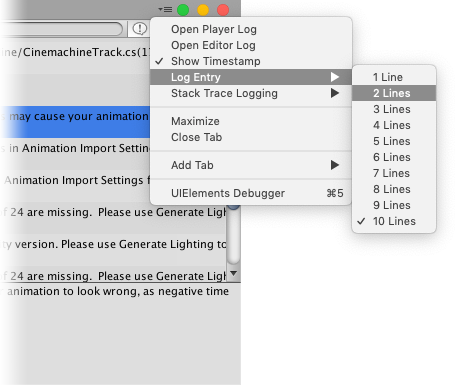 Open Player Log
Open Editor Log
ine/CinemachineTrack.cs(1
✓ Show Timestamp
Log Entry
Stack Trace Logging
Maximize
Close Tab
Add Tab
UIElements Debugger ⌘5
1 Line
2 Lines
3 Lines
4 Lines
5 Lines
6 Lines
7 Lines
8 Lines
9 Lines
✓ 10 Lines
may cause your animation
s in Animation Import Settin
Animation Import Settings f
f 24 are missing. Please use Generate Ligh
ty version. Please use Generate Lighting to
f 24 are missing. Please use Generate Ligh
animation to look wrong, as negative time